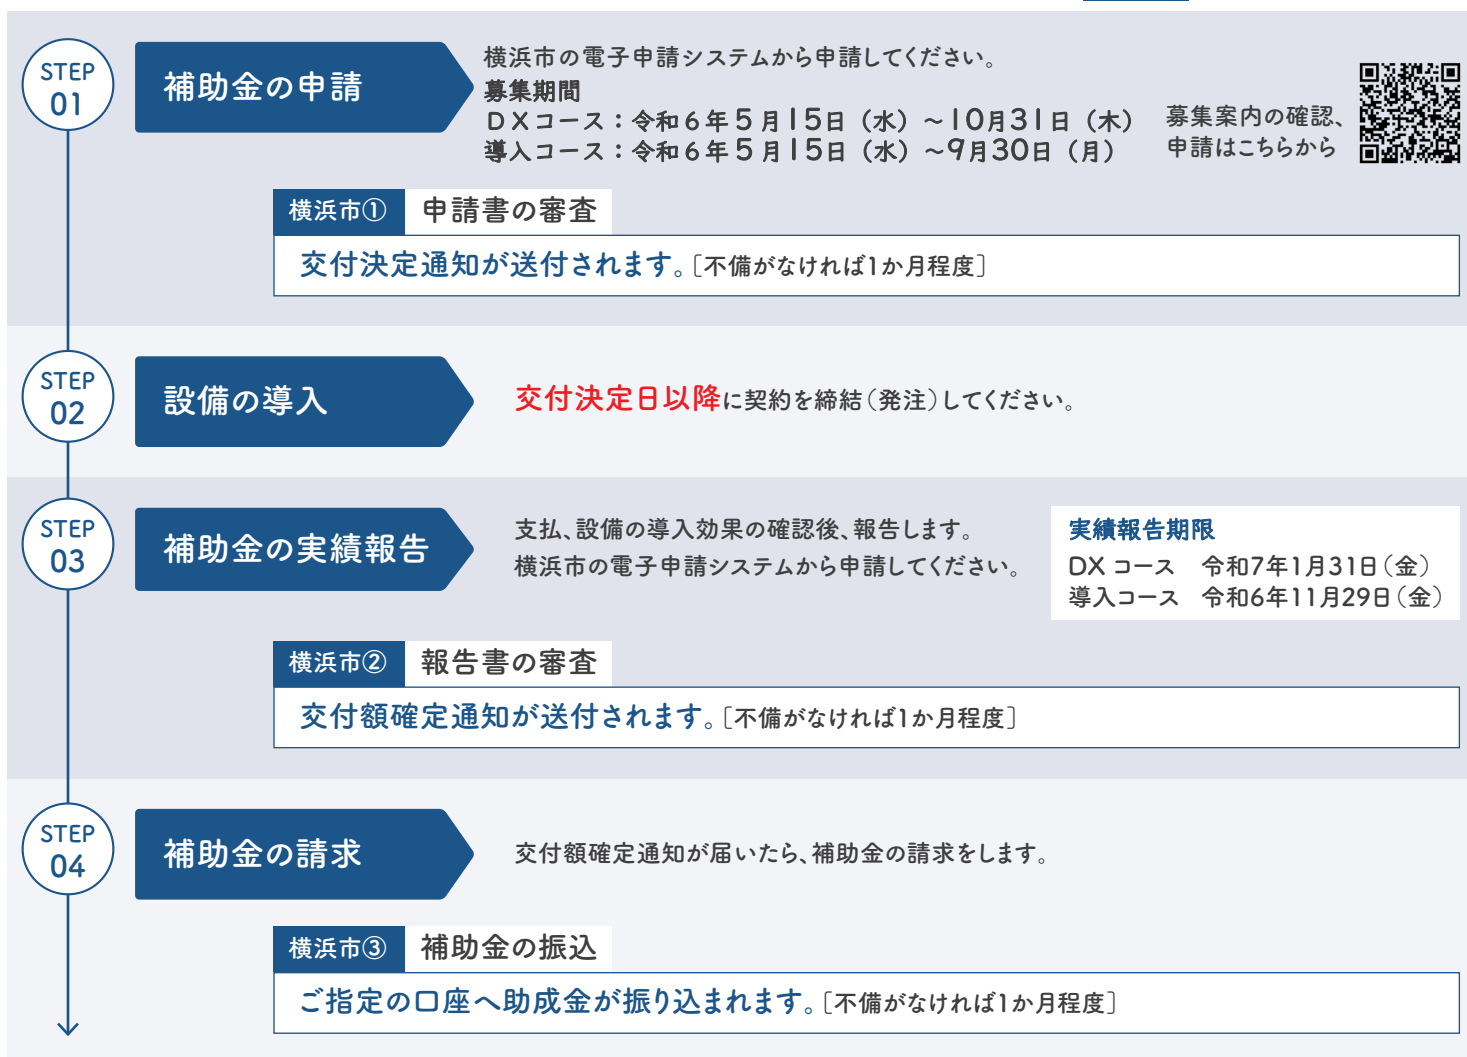 STEP
01
補助金の申請
横浜市の電子申請システムから申請してください。
募集期間
DXコース：令和6年5月15日（水）～10月31日（木）
導入コース：令和6年5月15日（水）～9月30日（月）
募集案内の確認、
申請はこちらから
横浜市① 申請書の審査
交付決定通知が送付されます。［不備がなければ1か月程度］
STEP
02
設備の導入
交付決定日以降に契約を締結（発注）してください。
STEP
03
補助金の実績報告
支払、設備の導入効果の確認後、報告します。
横浜市の電子申請システムから申請してください。
実績報告期限
DX コース 令和7年1月31日（金）
導入コース 令和6年11月29日（金）
横浜市② 報告書の審査
交付額確定通知が送付されます。［不備がなければ1か月程度］
STEP
04
補助金の請求
交付額確定通知が届いたら、補助金の請求をします。
横浜市③ 補助金の振込
ご指定の口座へ助成金が振り込まれます。［不備がなければ1か月程度］